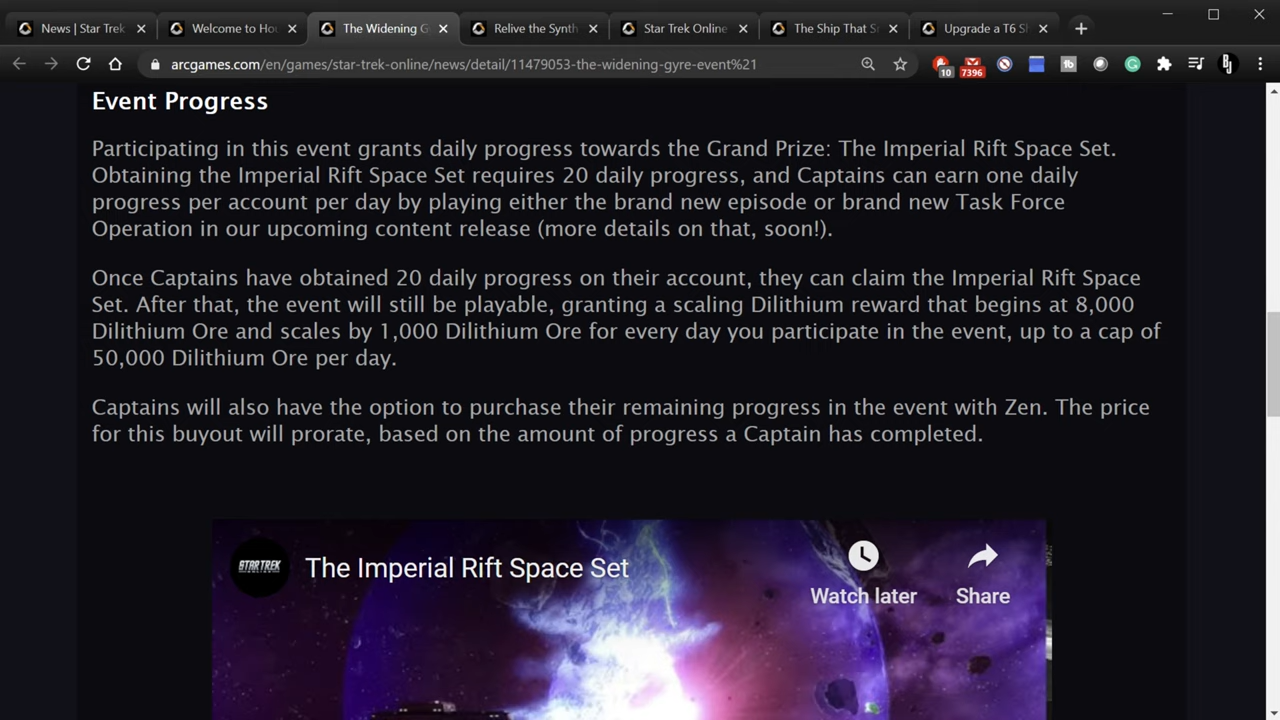 News | Star Trek
Welcome to Hou
The Widening G
Relive the Synth
Star Trek Online
The Ship That S
Upgrade a T6 S
arcgames.com/en/games/star-trek-online/news/detail/11479053-the-widening-gyre-event%21
10
7396
fb
Event Progress
Participating in this event grants daily progress towards the Grand Prize: The Imperial Rift Space Set.
Obtaining the Imperial Rift Space Set requires 20 daily progress, and Captains can earn one daily
progress per account per day by playing either the brand new episode or brand new Task Force
Operation in our upcoming content release (more details on that, soon!).
Once Captains have obtained 20 daily progress on their account, they can claim the Imperial Rift Space
Set. After that, the event will still be playable, granting a scaling Dilithium reward that begins at 8,000
Dilithium Ore and scales by 1,000 Dilithium Ore for every day you participate in the event, up to a cap of
50,000 Dilithium Ore per day.
Captains will also have the option to purchase their remaining progress in the event with Zen. The price
for this buyout will prorate, based on the amount of progress a Captain has completed.
STAR TREK
The Imperial Rift Space Set
Watch later
Share